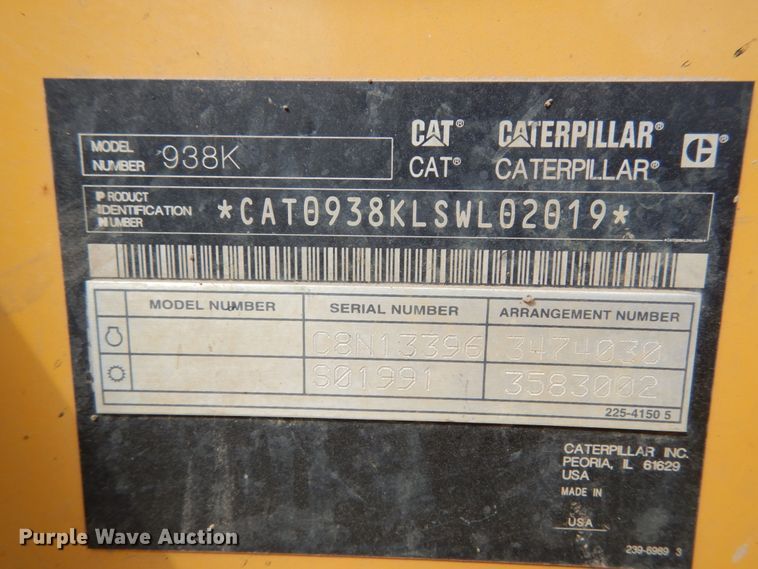 MODEL NUMBER 938K
CAT® CATERPILLAR®
CAT® CATERPILLAR®
PRODUCT IDENTIFICATION NUMBER *CAT0938KLSWL02019*
MODEL NUMBER SERIAL NUMBER ARRANGEMENT NUMBER
C8N13396 3474030
S01991 3583002
225-4150 5
CATERPILLAR INC.
PEORIA, IL 61629
USA
MADE IN
USA
239-6989 3
Purple Wave Auction